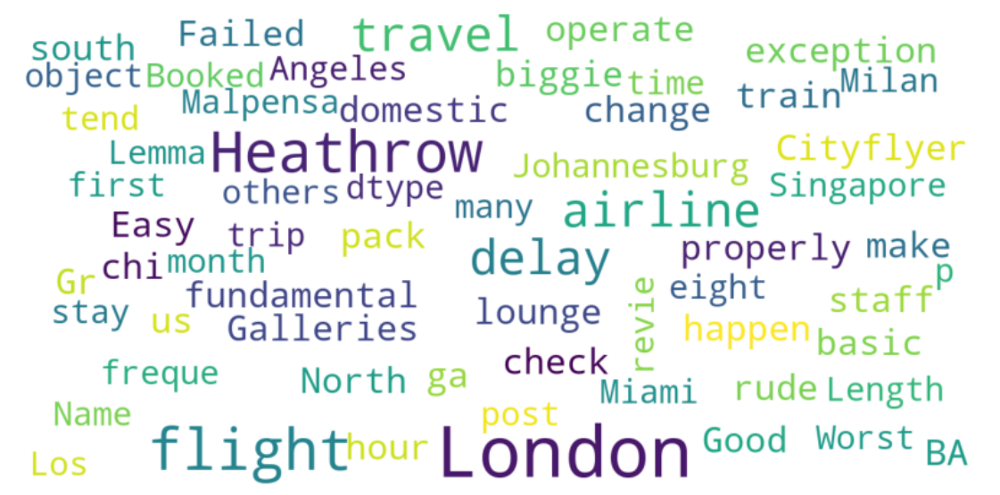 south Failed travel operate exception
object Booked Angeles biggie time train Milan
tend Malpensa domestic change
Lemma Heathrow Johannesburg Cityflyer
first others dtype many airline Singapore
Easy trip pack delay properly make
Gr chi month p
stay us fundamental lounge revie eight staff
Galleries happen basic
freque North ga check Miami rude Length
Name post
Los flight hour London Good Worst BA